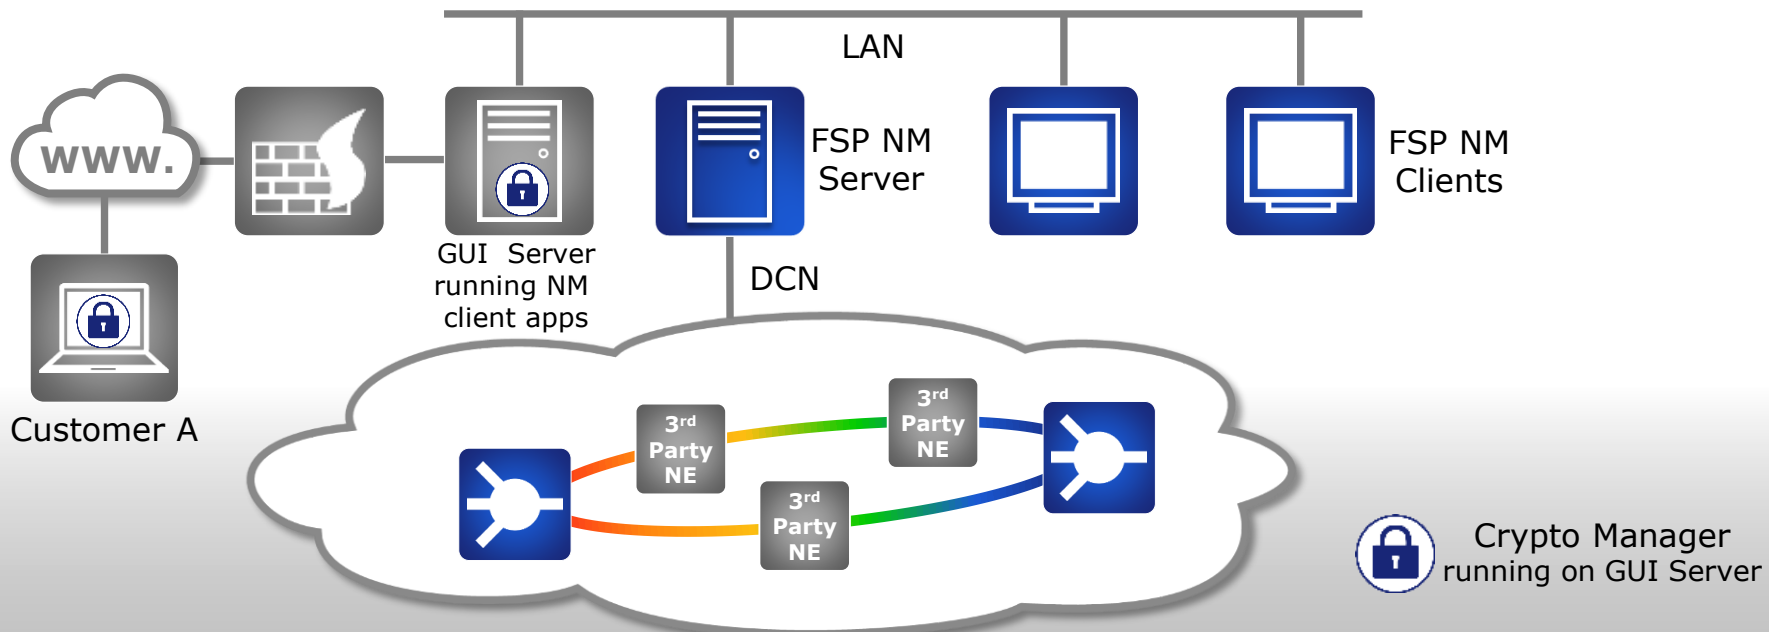 LAN
www.
FSP NM
Server
FSP NM
Clients
GUI Server
running NM
client apps
DCN
Customer A
3rd
Party
NE
3rd
Party
NE
3rd
Party
NE
Crypto Manager
running on GUI Server